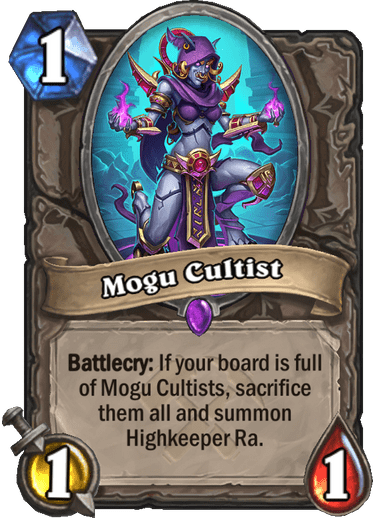 1
Mogu Cultist
Battlecry: If your board is full
of Mogu Cultists, sacrifice
them all and summon
Highkeeper Ra.
1
1